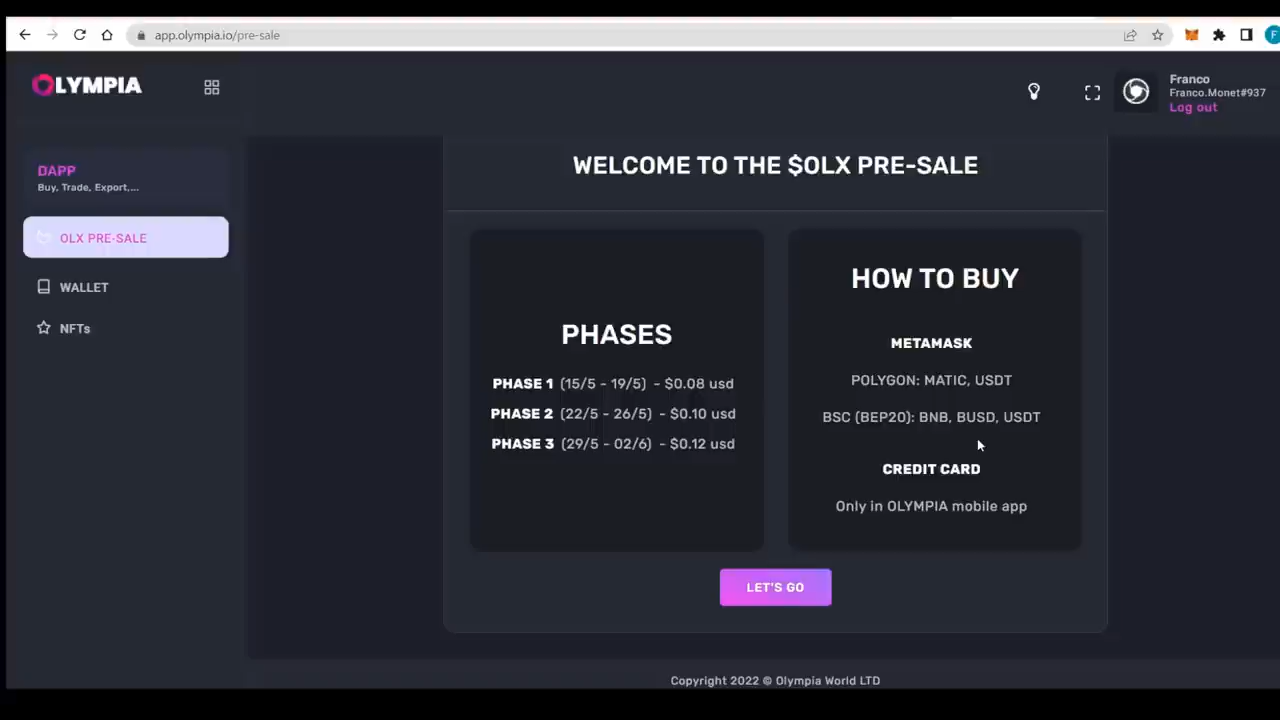 app.olympia.io/pre-sale
F
OLYMPIA
Franco
Franco.Monet#937
Log out
DAPP
Buy, Trade, Export,...
OLX PRE-SALE
WALLET
NFTs
WELCOME TO THE $OLX PRE-SALE
PHASES
PHASE 1 (15/5 - 19/5) - $0.08 usd
PHASE 2 (22/5 - 26/5) - $0.10 usd
PHASE 3 (29/5 - 02/6) - $0.12 usd
HOW TO BUY
METAMASK
POLYGON: MATIC, USDT
BSC (BEP20): BNB, BUSD, USDT
CREDIT CARD
Only in OLYMPIA mobile app
LET'S GO
Copyright 2022 © Olympia World LTD